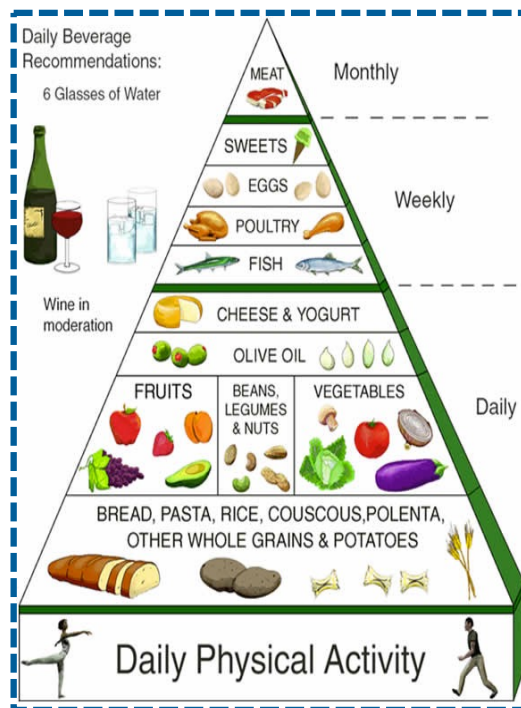 Daily Beverage
Recommendations:
6 Glasses of Water
Wine in
moderation
MEAT
Monthly
SWEETS
EGGS
POULTRY
FISH
Weekly
CHEESE & YOGURT
OLIVE OIL
FRUITS
BEANS,
LEGUMES
& NUTS
VEGETABLES
Daily
BREAD, PASTA, RICE, COUSCOUS,POLENTA,
OTHER WHOLE GRAINS & POTATOES
Daily Physical Activity